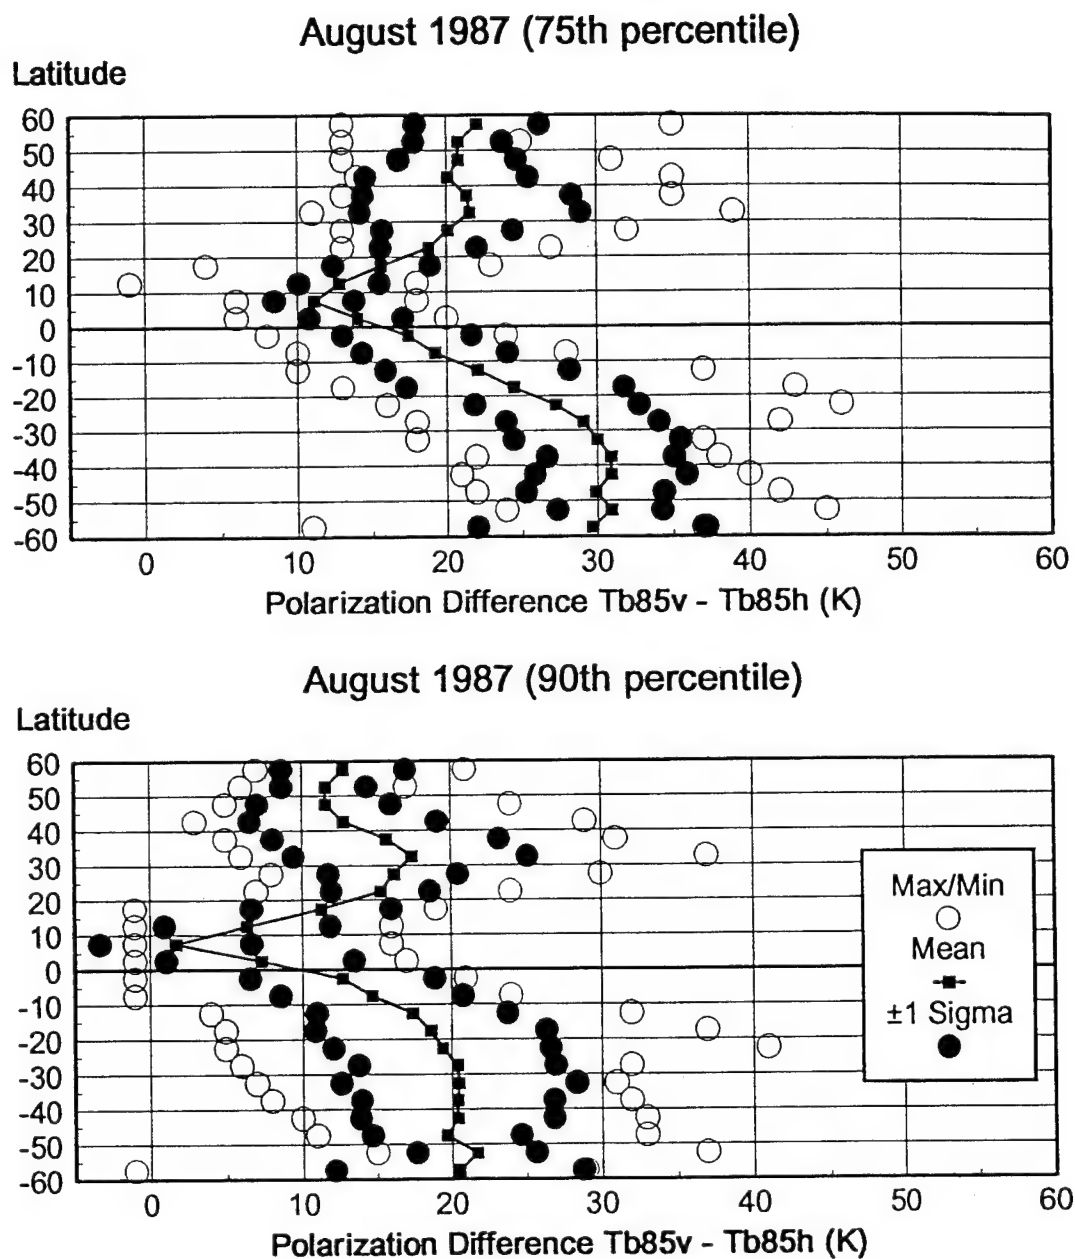 August 1987 (75th percentile)
Latitude
60
50
40
30
20
10
0
-10
-20
-30
-40
-50
-60
0 10 20 30 40 50 60
Polarization Difference Tb85v - Tb85h (K)
August 1987 (90th percentile)
Latitude
60
50
40
30
20
10
0
-10
-20
-30
-40
-50
-60
Max/Min
Mean
±1 Sigma
0 10 20 30 40 50 60
Polarization Difference Tb85v - Tb85h (K)